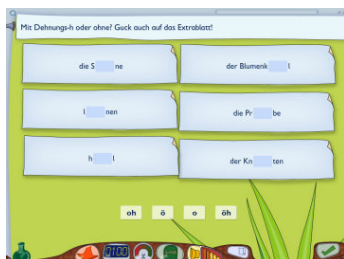 Mit Dehnungs-h oder ohne? Guck auch auf das Extrablatt!
die S ne
der Blumenk l
l nen
die Pr be
h l
der Kn ten
oh ö o öh